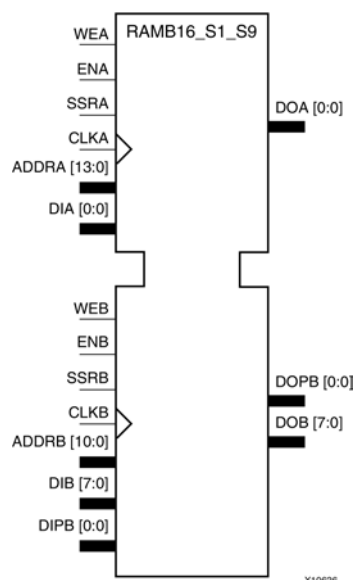 RAMB16_S1_S9
WEA
ENA
SSRA
CLKA
ADDRA [13:0]
DIA [0:0]
DOA [0:0]
WEB
ENB
SSRB
CLKB
ADDRB [10:0]
DIB [7:0]
DIPB [0:0]
DOPB [0:0]
DOB [7:0]